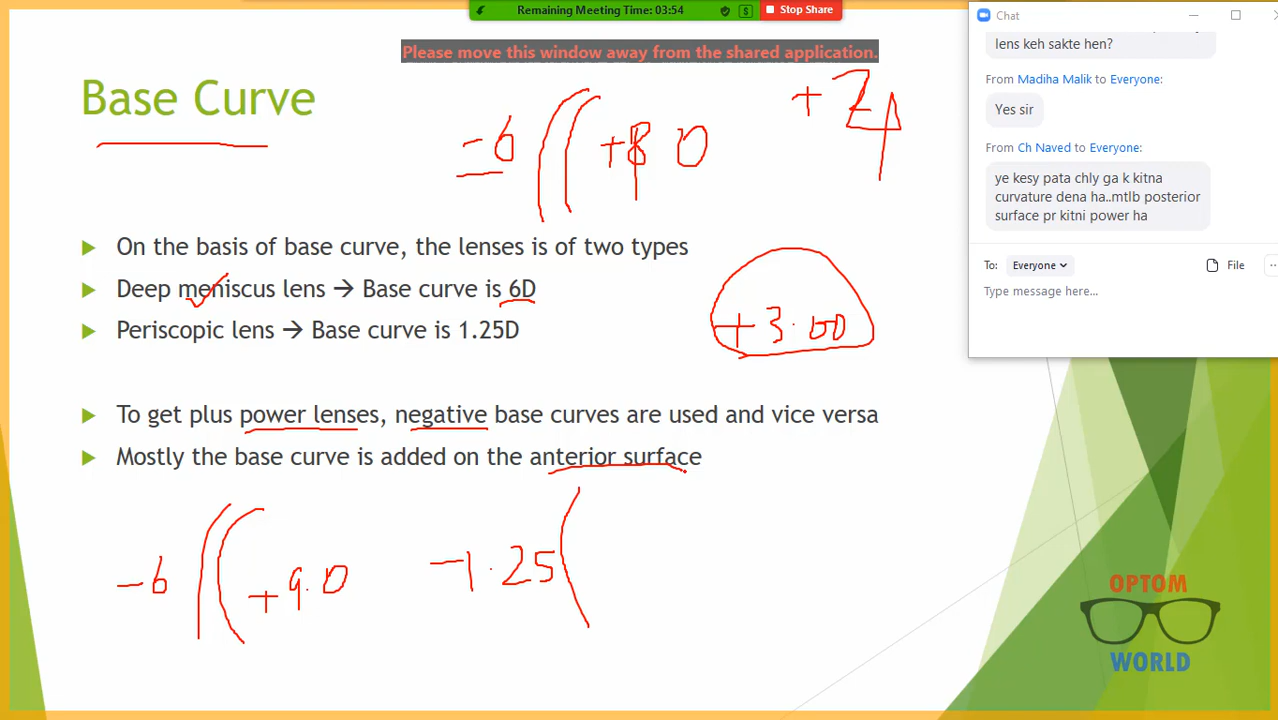 Remaining Meeting Time: 03:54
Stop Share
Please move this window away from the shared application.
Base Curve
-6
+8 0
+ 24
On the basis of base curve, the lenses is of two types
Deep meniscus lens → Base curve is 6D
Periscopic lens → Base curve is 1.25D
+3.00
To get plus power lenses, negative base curves are used and vice versa
Mostly the base curve is added on the anterior surface
-6
+9.0
-1.25
OPTOM
WORLD
Chat
lens keh sakte hen?
From Madiha Malik to Everyone:
Yes sir
From Ch Naved to Everyone:
ye kesy pata chly ga k kitna
curvature dena ha..mtlb posterior
surface pr kitni power ha
To: Everyone
File
Type message here...